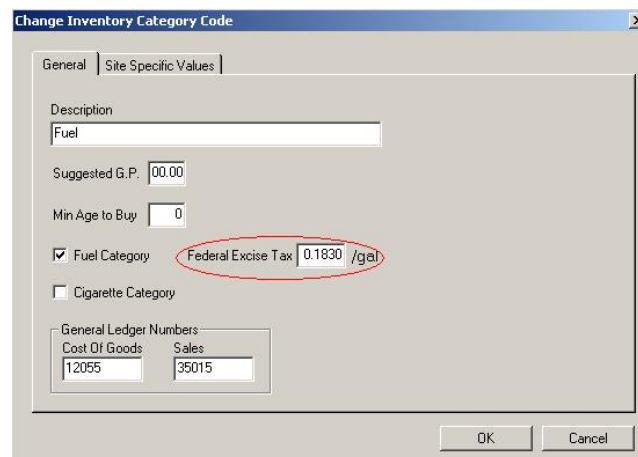 Change Inventory Category Code
General Site Specific Values
Description
Fuel
Suggested G.P. 00.00
Min Age to Buy 0
Fuel Category Federal Excise Tax 0.1830 /gal
Cigarette Category
General Ledger Numbers
Cost Of Goods Sales
12055 35015
OK Cancel